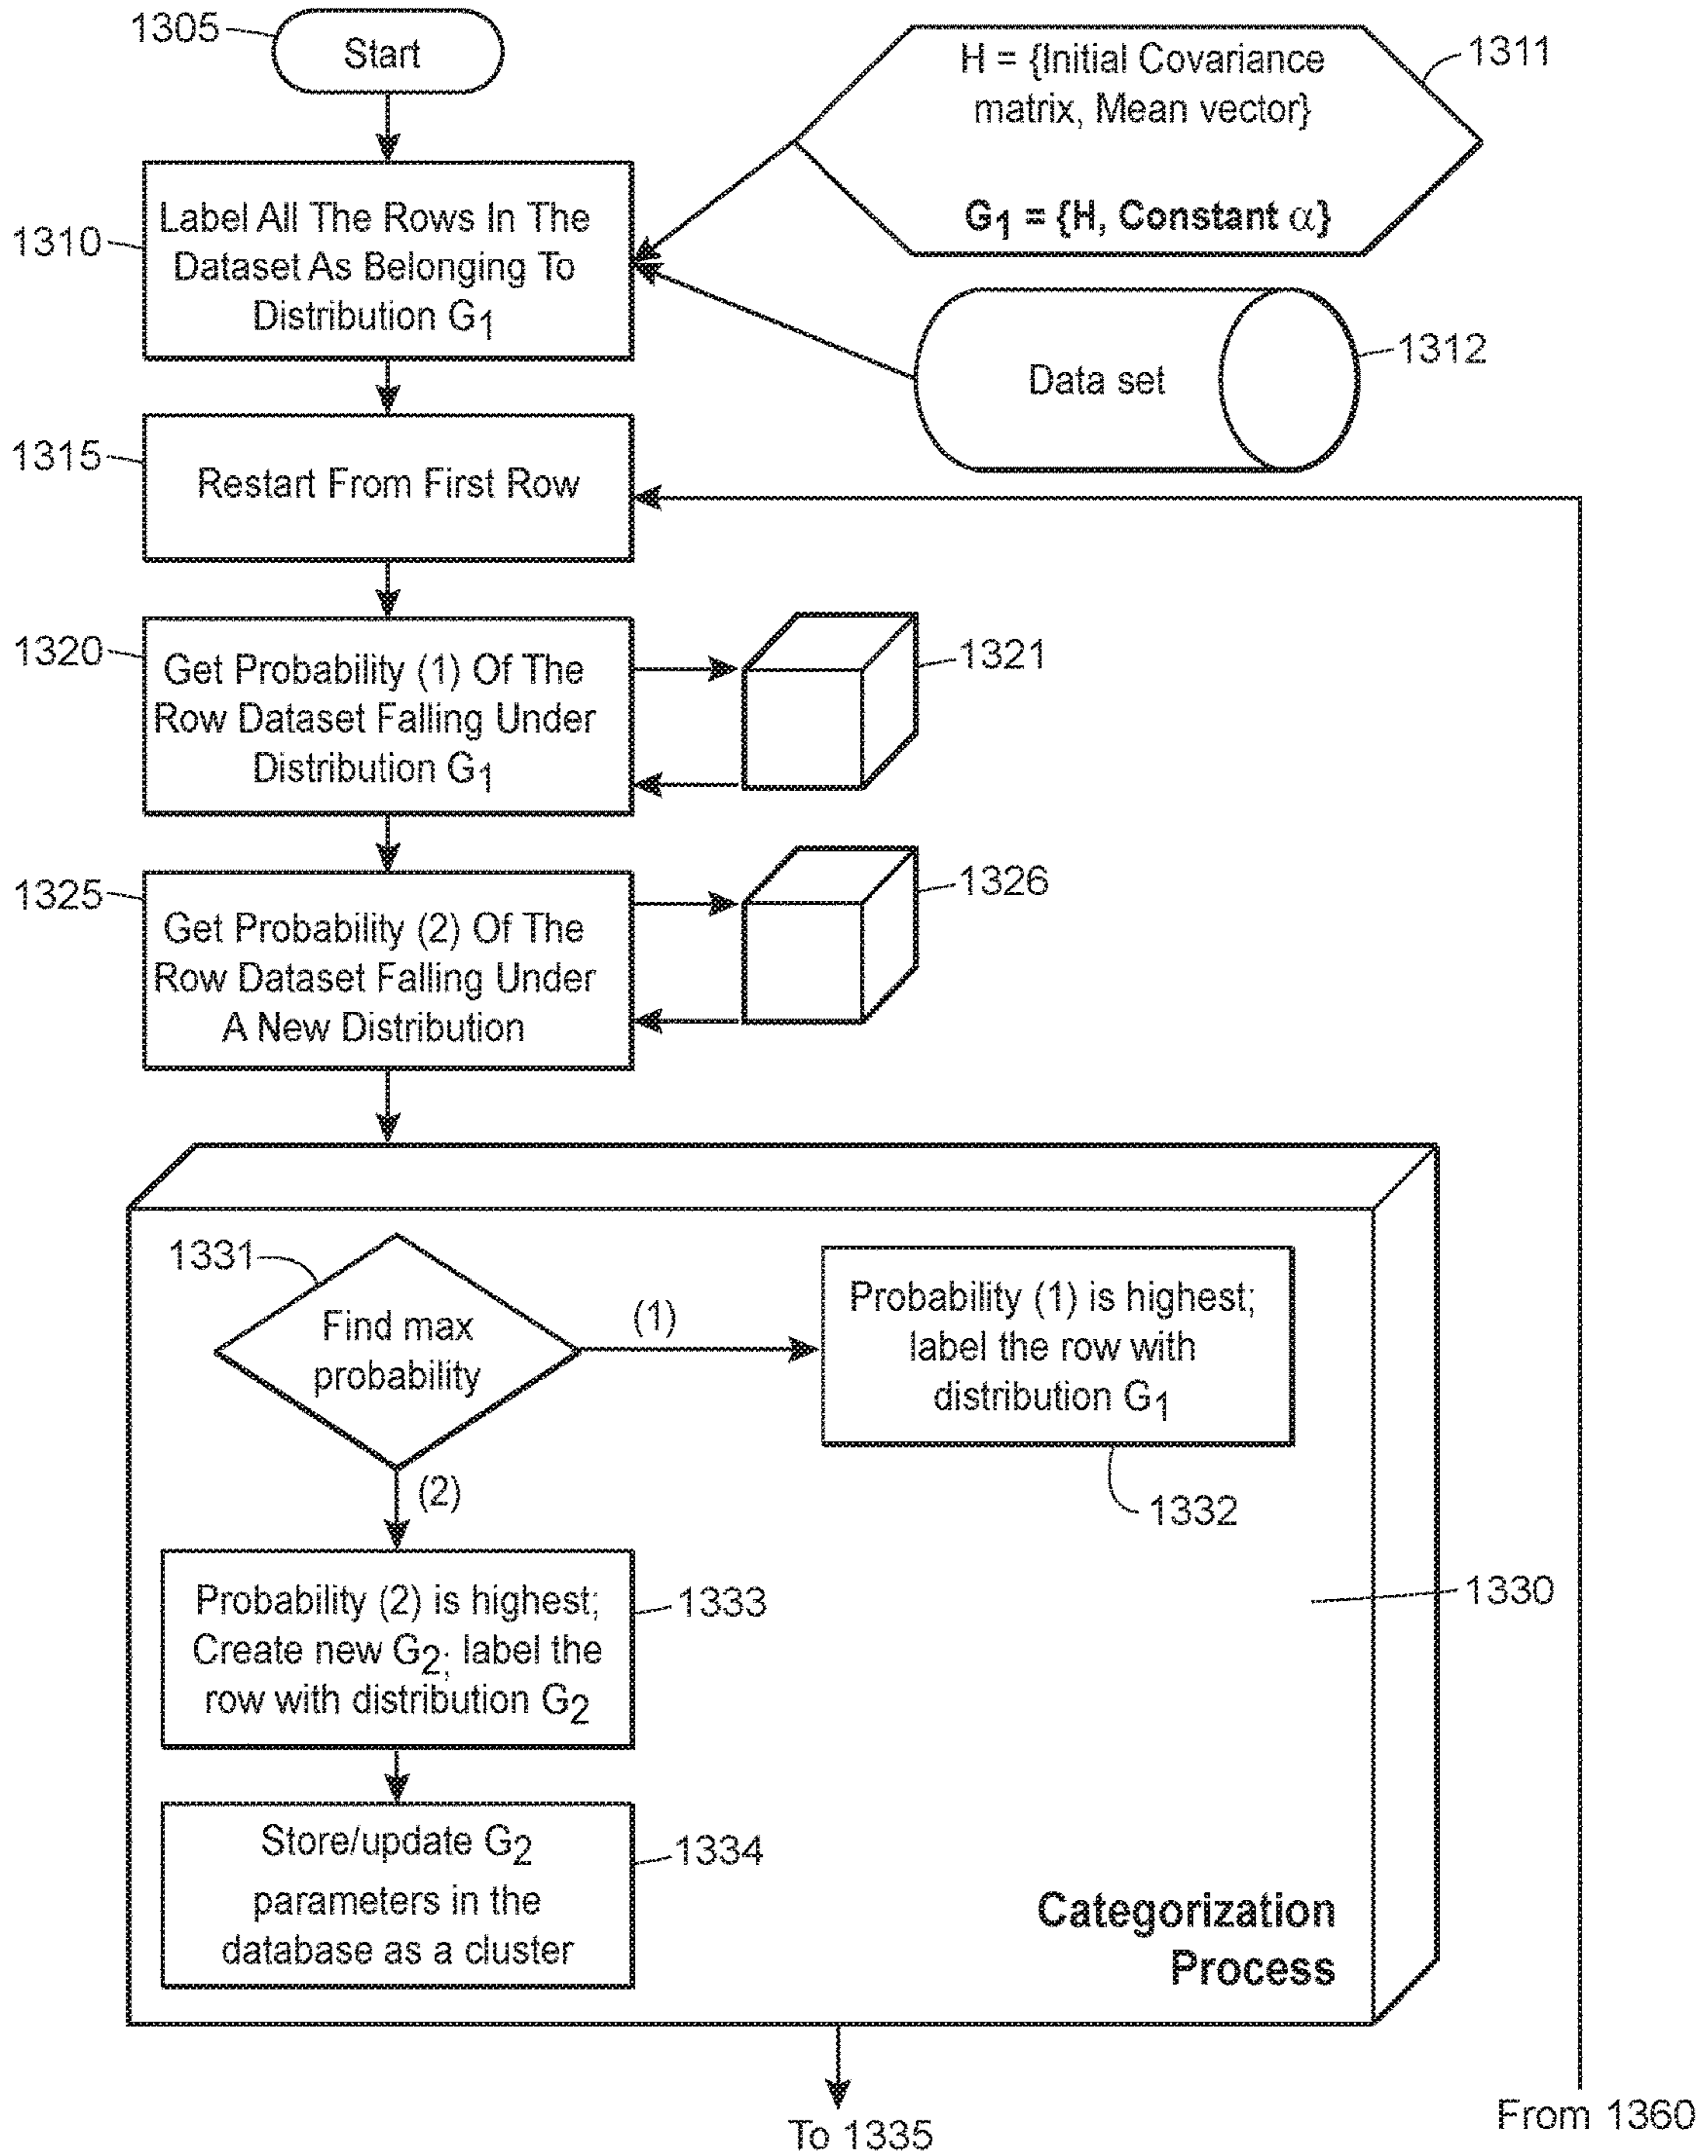 1305
Start
H = {Initial Covariance
matrix, Mean vector}
G1 = {H, Constant α}
1311
1310
Label All The Rows In The
Dataset As Belonging To
Distribution G1
Data set
1312
1315
Restart From First Row
1320
Get Probability (1) Of The
Row Dataset Falling Under
Distribution G1
1321
1325
Get Probability (2) Of The
Row Dataset Falling Under
A New Distribution
1326
1331
Find max
probability
(1)
Probability (1) is highest;
label the row with
distribution G1
1332
(2)
Probability (2) is highest;
Create new G2; label the
row with distribution G2
1333
1330
Store/update G2
parameters in the
database as a cluster
1334
Categorization
Process
To 1335
From 1360